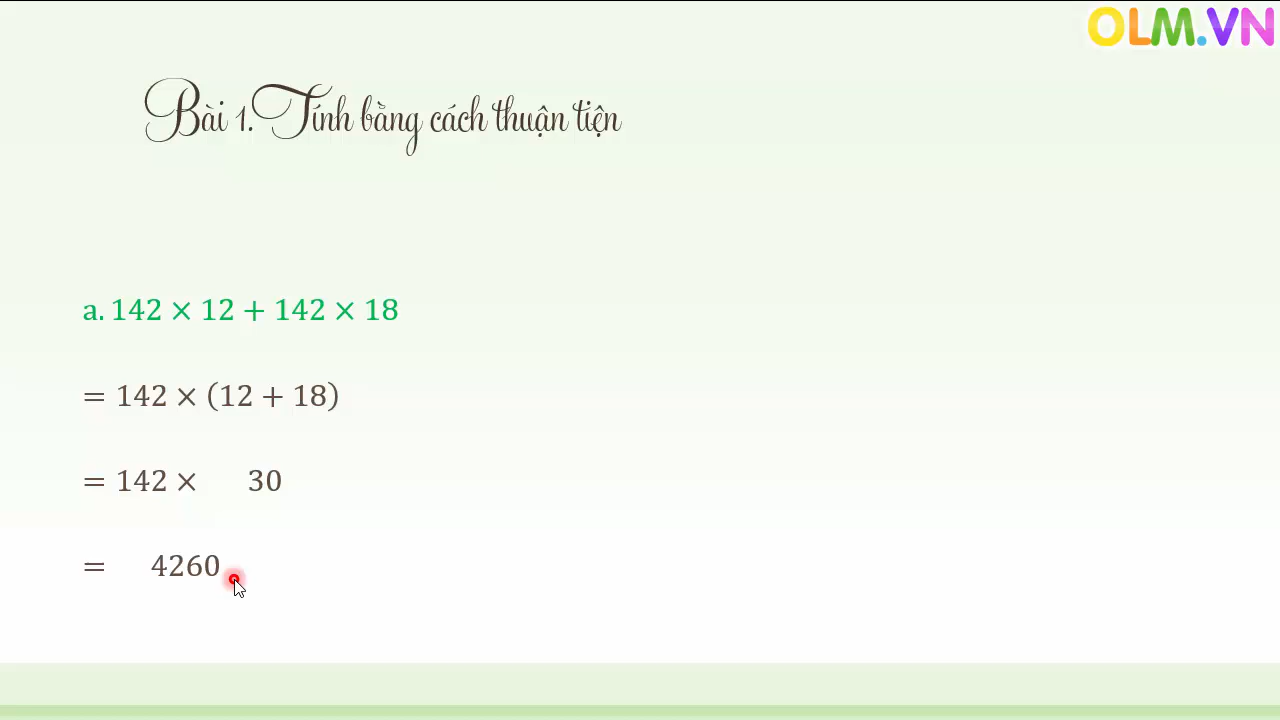 OLM.VN
Bài 1. Tính bằng cách thuận tiện
a. 142 × 12 + 142 × 18
= 142 × (12 + 18)
= 142 × 30
= 4260